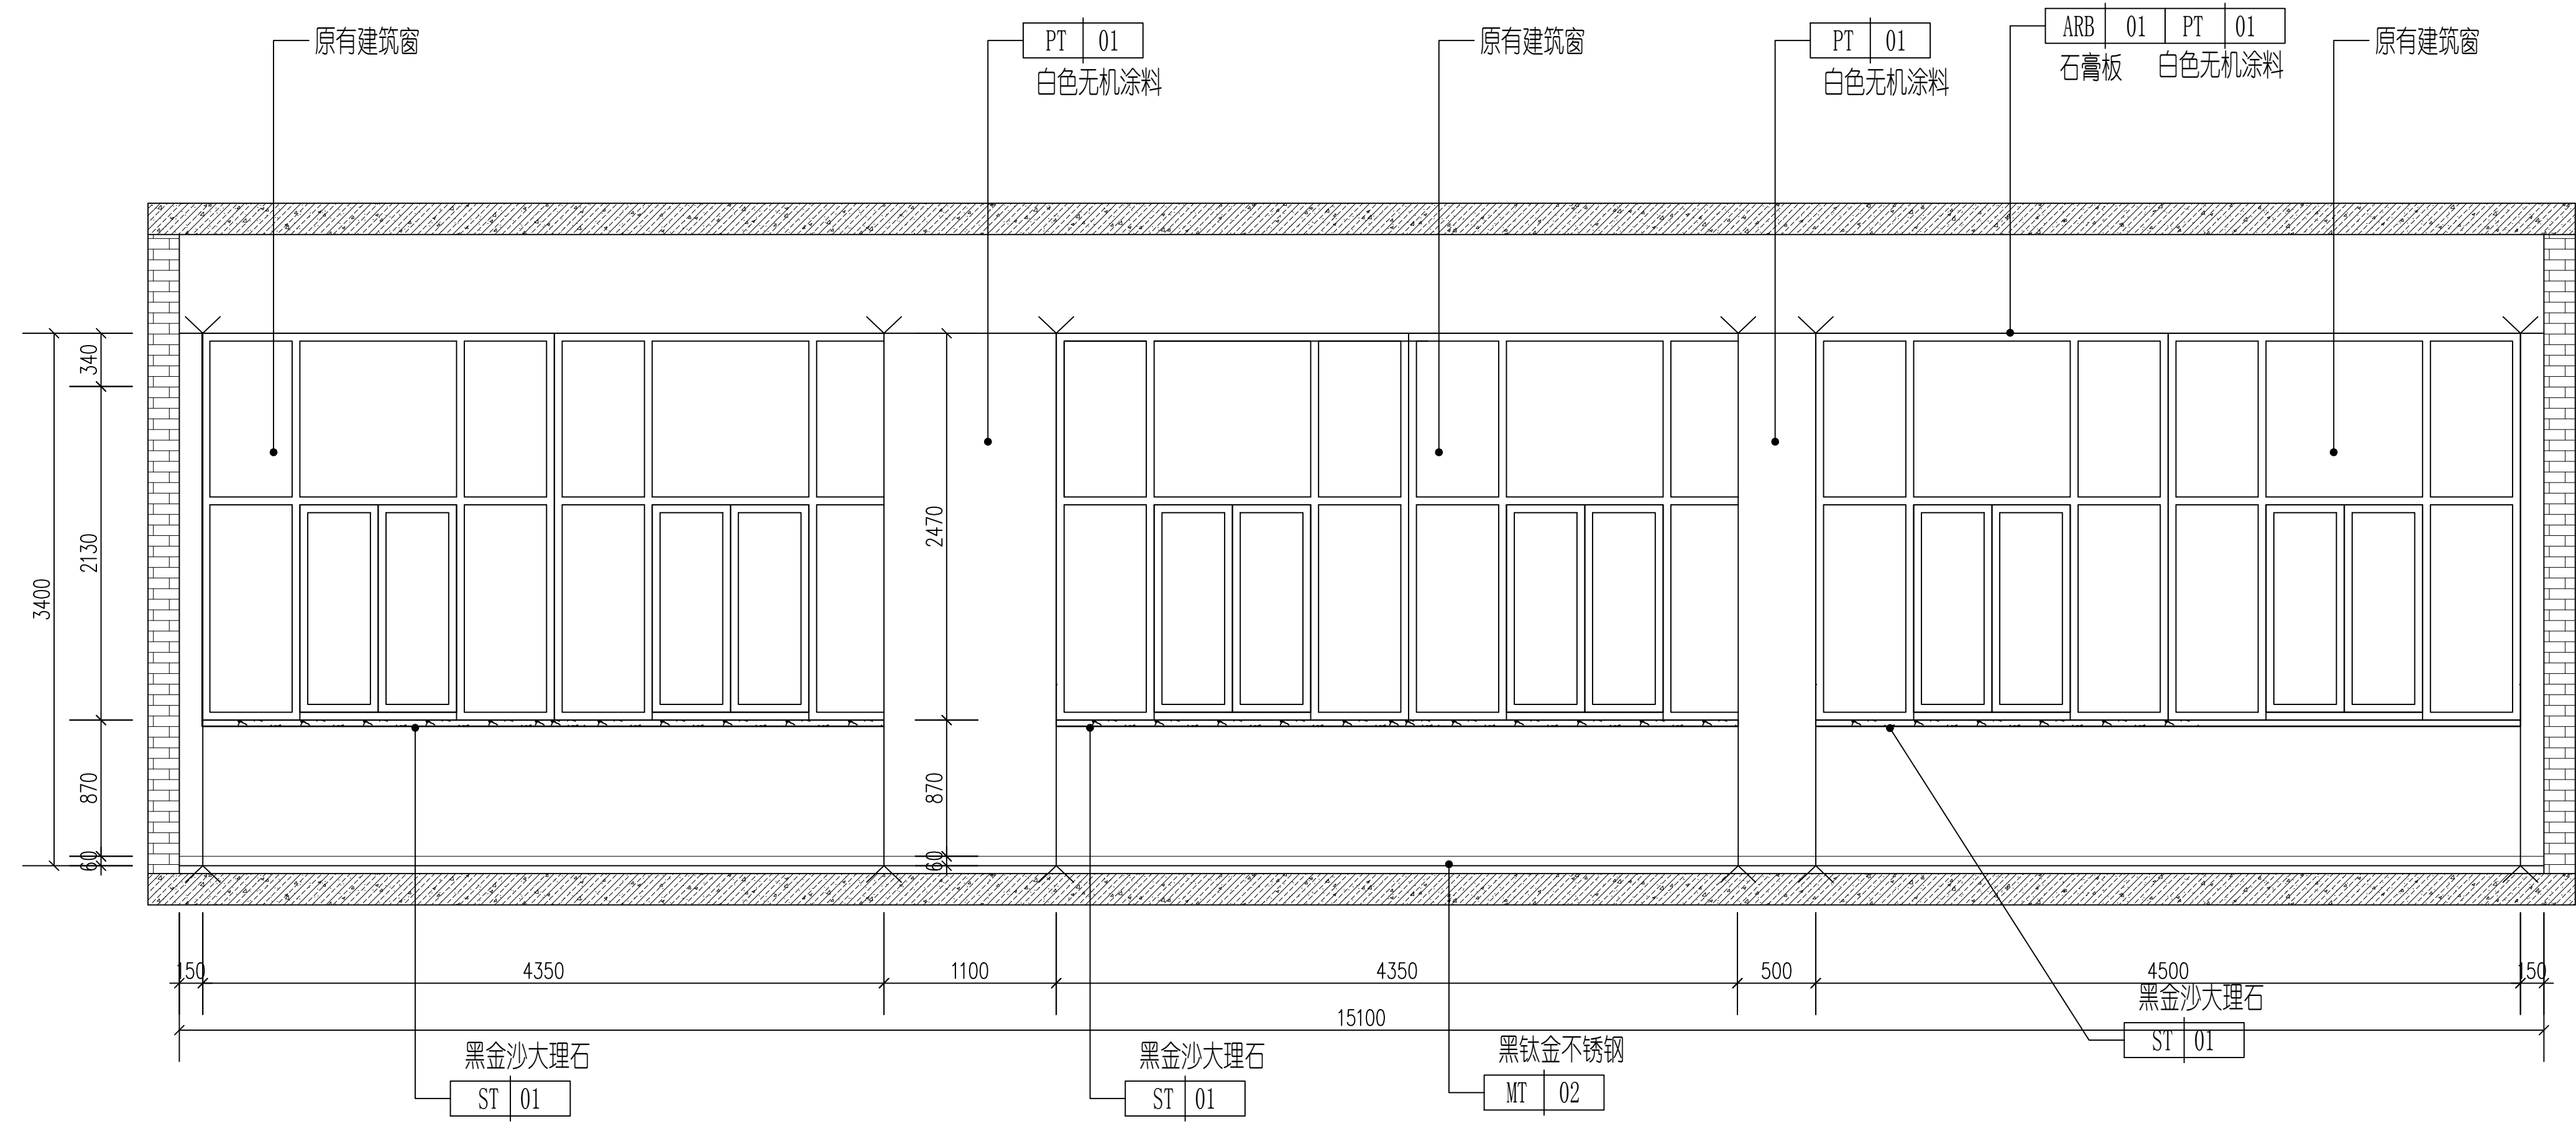 原有建筑窗
PT 01
白色无机涂料
原有建筑窗
PT 01
白色无机涂料
ARB 01 PT 01
石膏板 白色无机涂料
原有建筑窗
340
2130
3400
870
60
2470
870
60
150 4350 1100 4350 500 4500 150
15100
黑金沙大理石
ST 01
黑金沙大理石
ST 01
黑钛金不锈钢
MT 02
黑金沙大理石
ST 01